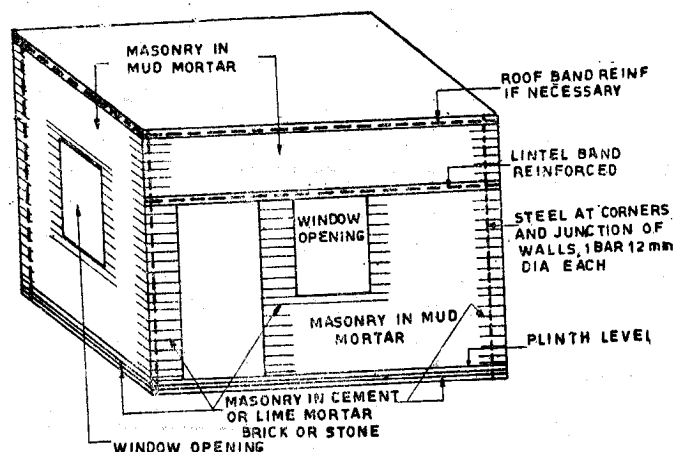 MASONRY IN
MUD MORTAR
ROOF BAND REINF
IF NECESSARY
LINTEL BAND
REINFORCED
WINDOW
OPENING
STEEL AT CORNERS
AND JUNCTION OF
WALLS, 1 BAR 12 mm
DIA EACH
MASONRY IN MUD
MORTAR
PLINTH LEVEL
MASONRY IN CEMENT
OR LIME MORTAR
BRICK OR STONE
WINDOW OPENING